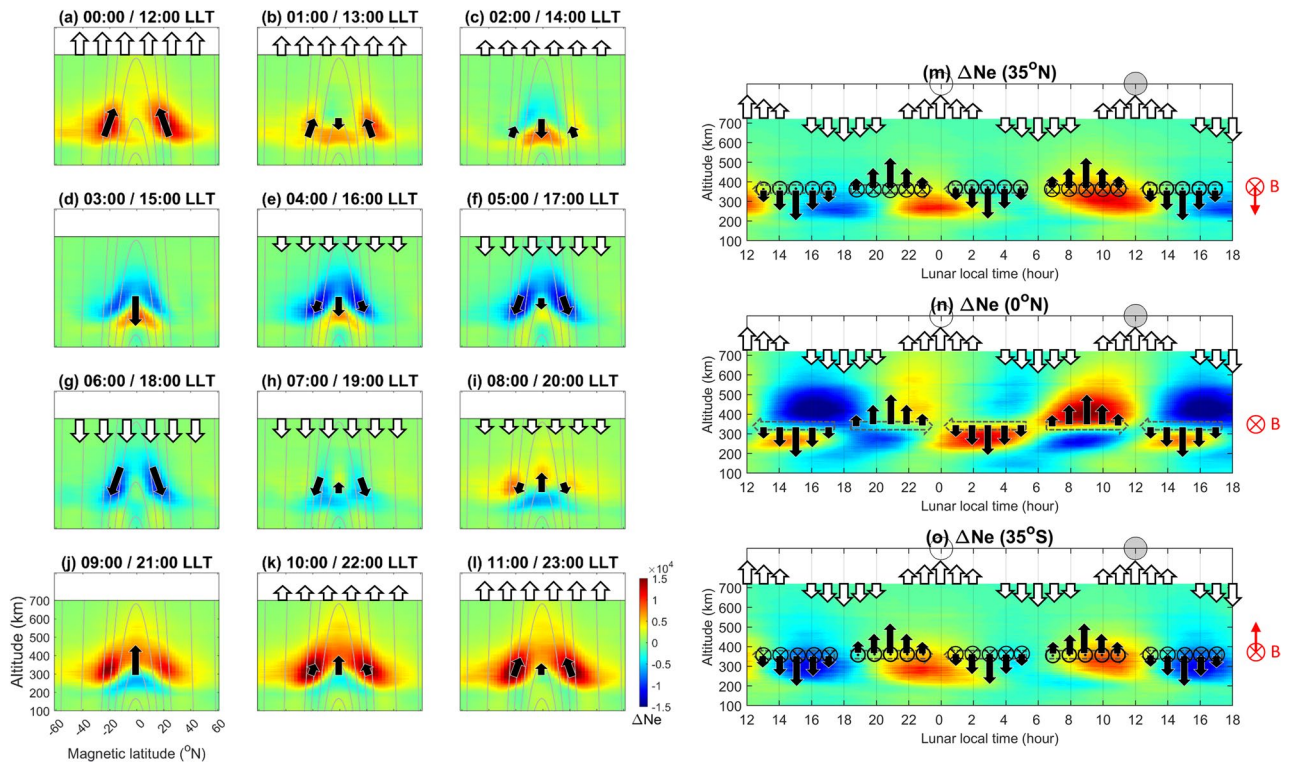 (a) 00:00 / 12:00 LLT
(b) 01:00 / 13:00 LLT
(c) 02:00 / 14:00 LLT
(d) 03:00 / 15:00 LLT
(e) 04:00 / 16:00 LLT
(f) 05:00 / 17:00 LLT
(g) 06:00 / 18:00 LLT
(h) 07:00 / 19:00 LLT
(i) 08:00 / 20:00 LLT
(j) 09:00 / 21:00 LLT
(k) 10:00 / 22:00 LLT
(l) 11:00 / 23:00 LLT
Altitude (km)
700
600
500
400
300
200
100
-60 -40 -20 0 20 40 60
Magnetic latitude (°N)
×10⁴
1.5
1
0.5
0
-0.5
-1
-1.5
ΔNe
(m) ΔNe (35°N)
Altitude (km)
700
600
500
400
300
200
100
12 14 16 18 20 22 0 2 4 6 8 10 12 14 16 18
Lunar local time (hour)
B
(n) ΔNe (0°N)
Altitude (km)
700
600
500
400
300
200
100
12 14 16 18 20 22 0 2 4 6 8 10 12 14 16 18
Lunar local time (hour)
B
(o) ΔNe (35°S)
Altitude (km)
700
600
500
400
300
200
100
12 14 16 18 20 22 0 2 4 6 8 10 12 14 16 18
Lunar local time (hour)
B